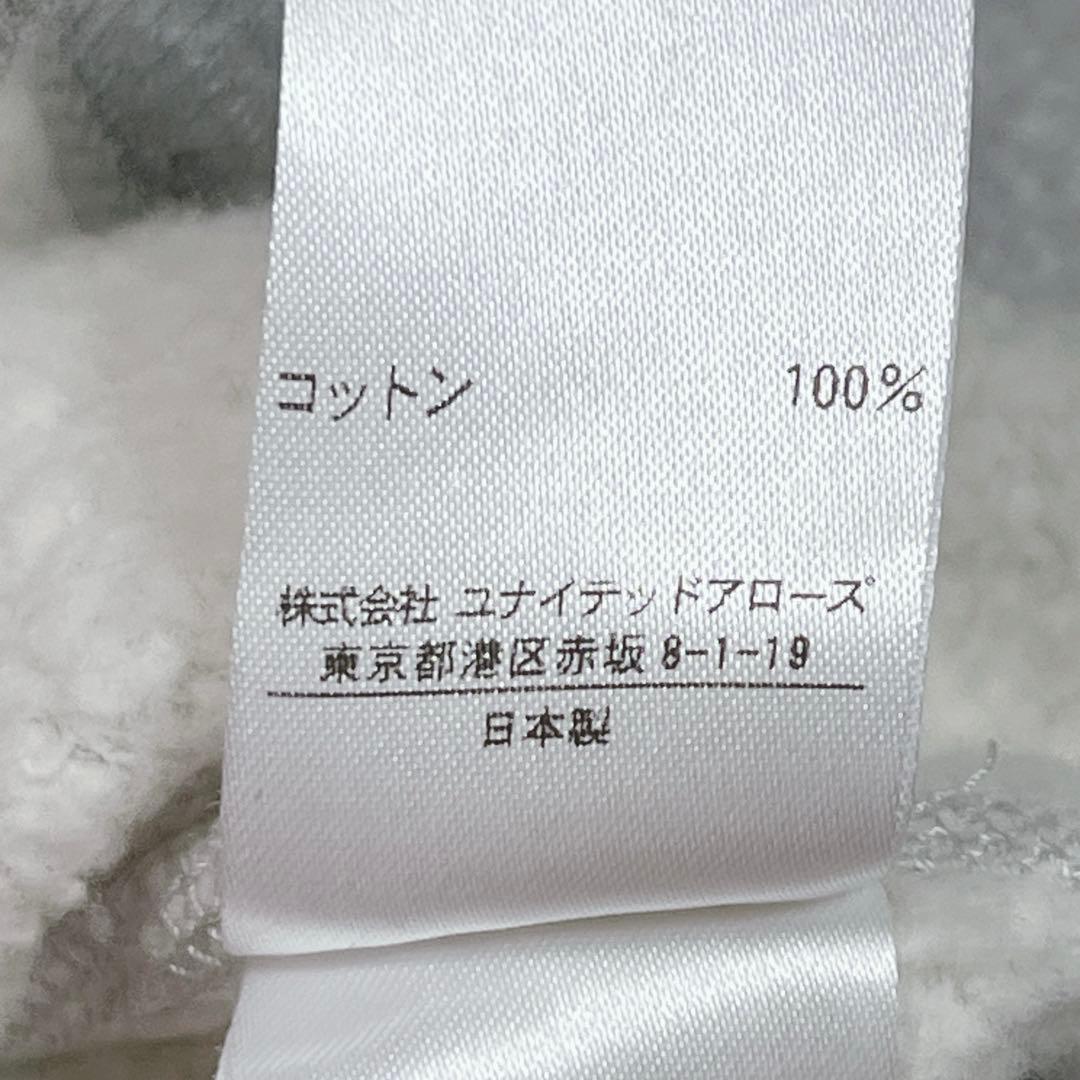 コットン 100%
株式会社 ユナイテッドアローズ
東京都港区赤坂 8-1-19
日本製